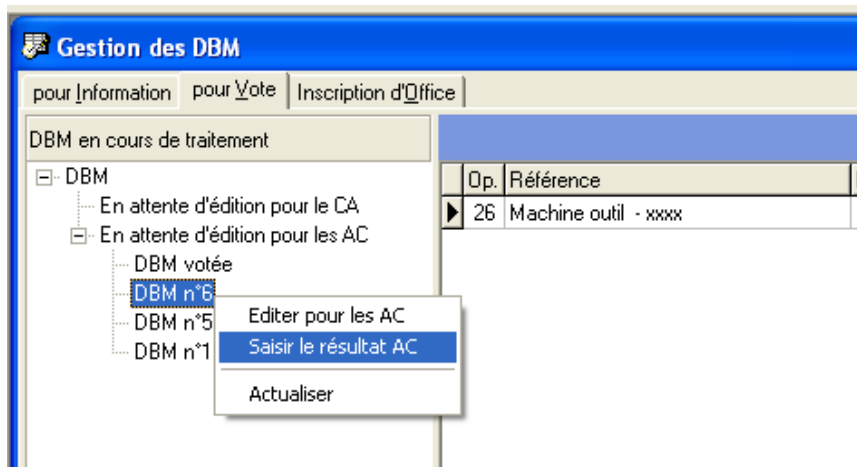 Gestion des DBM
pour Information pour Vote Inscription d'Office
DBM en cours de traitement
DBM
En attente d'édition pour le CA
En attente d'édition pour les AC
DBM votée
DBM n°6
DBM n°5
DBM n°1
Editer pour les AC
Saisir le résultat AC
Actualiser
Op. Référence
26 Machine outil - xxxx